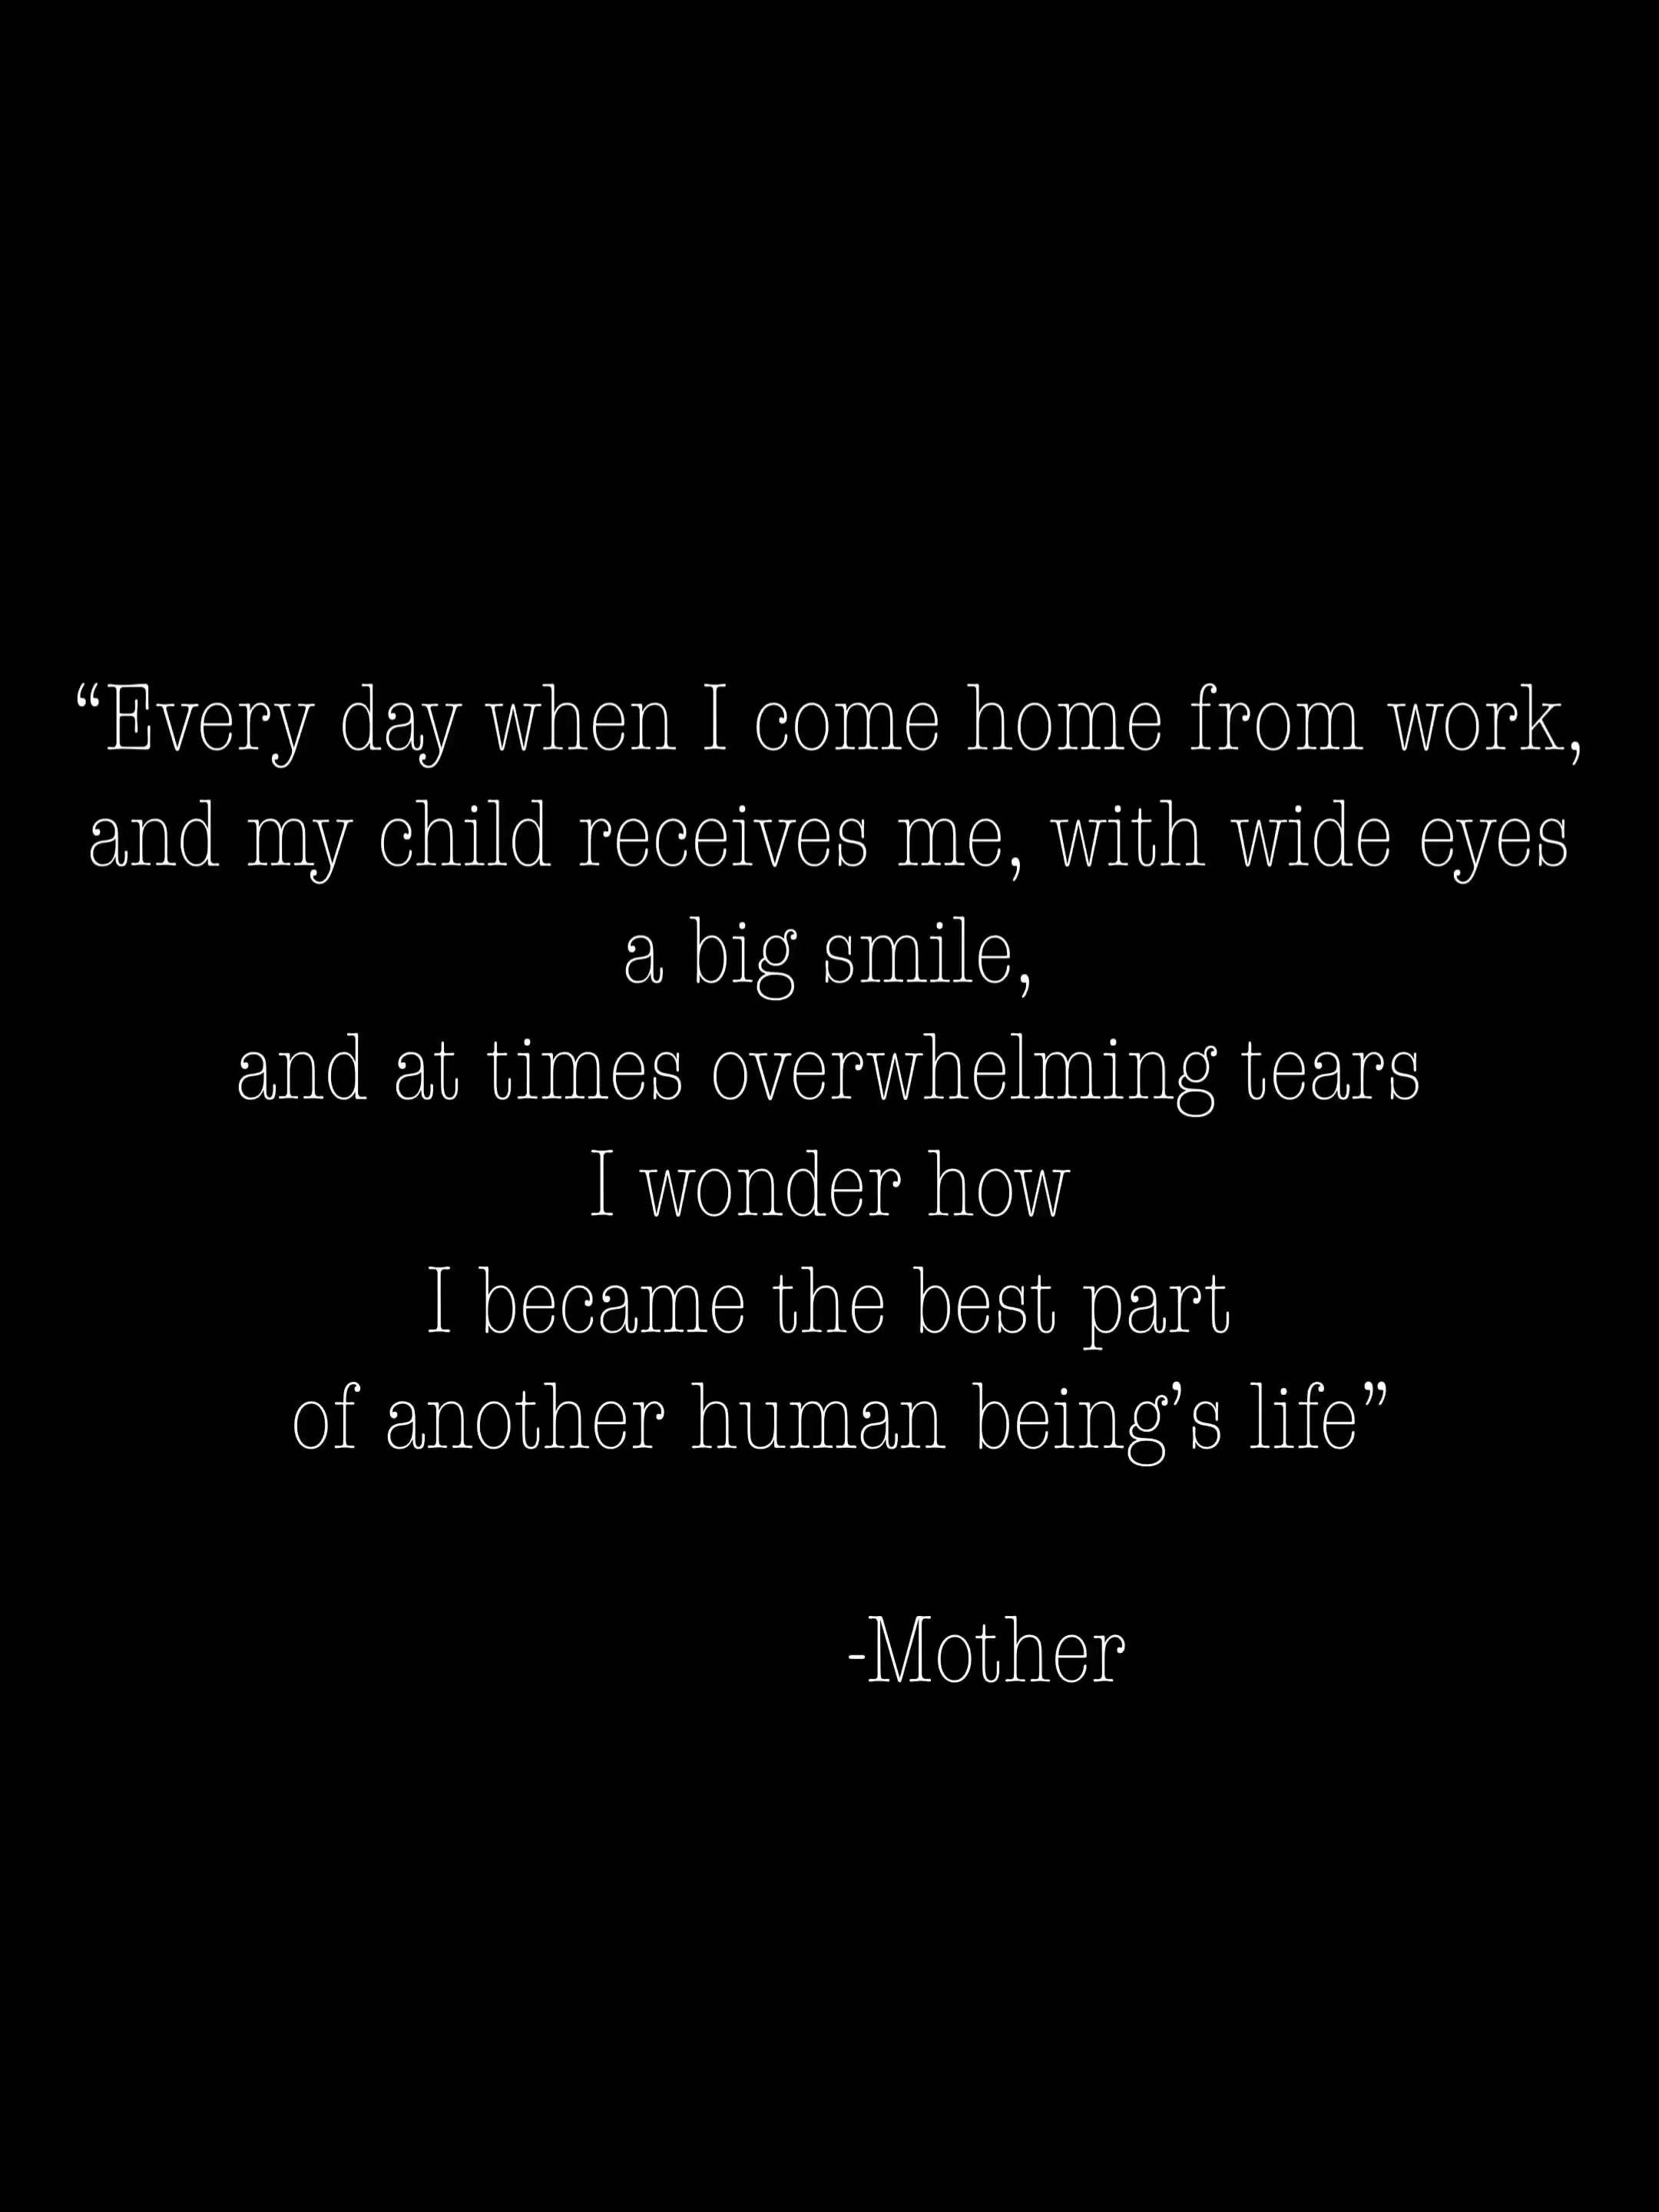 “Every day when I come home from work,
and my child receives me, with wide eyes
a big smile,
and at times overwhelming tears
I wonder how
I became the best part
of another human being’s life”
-Mother